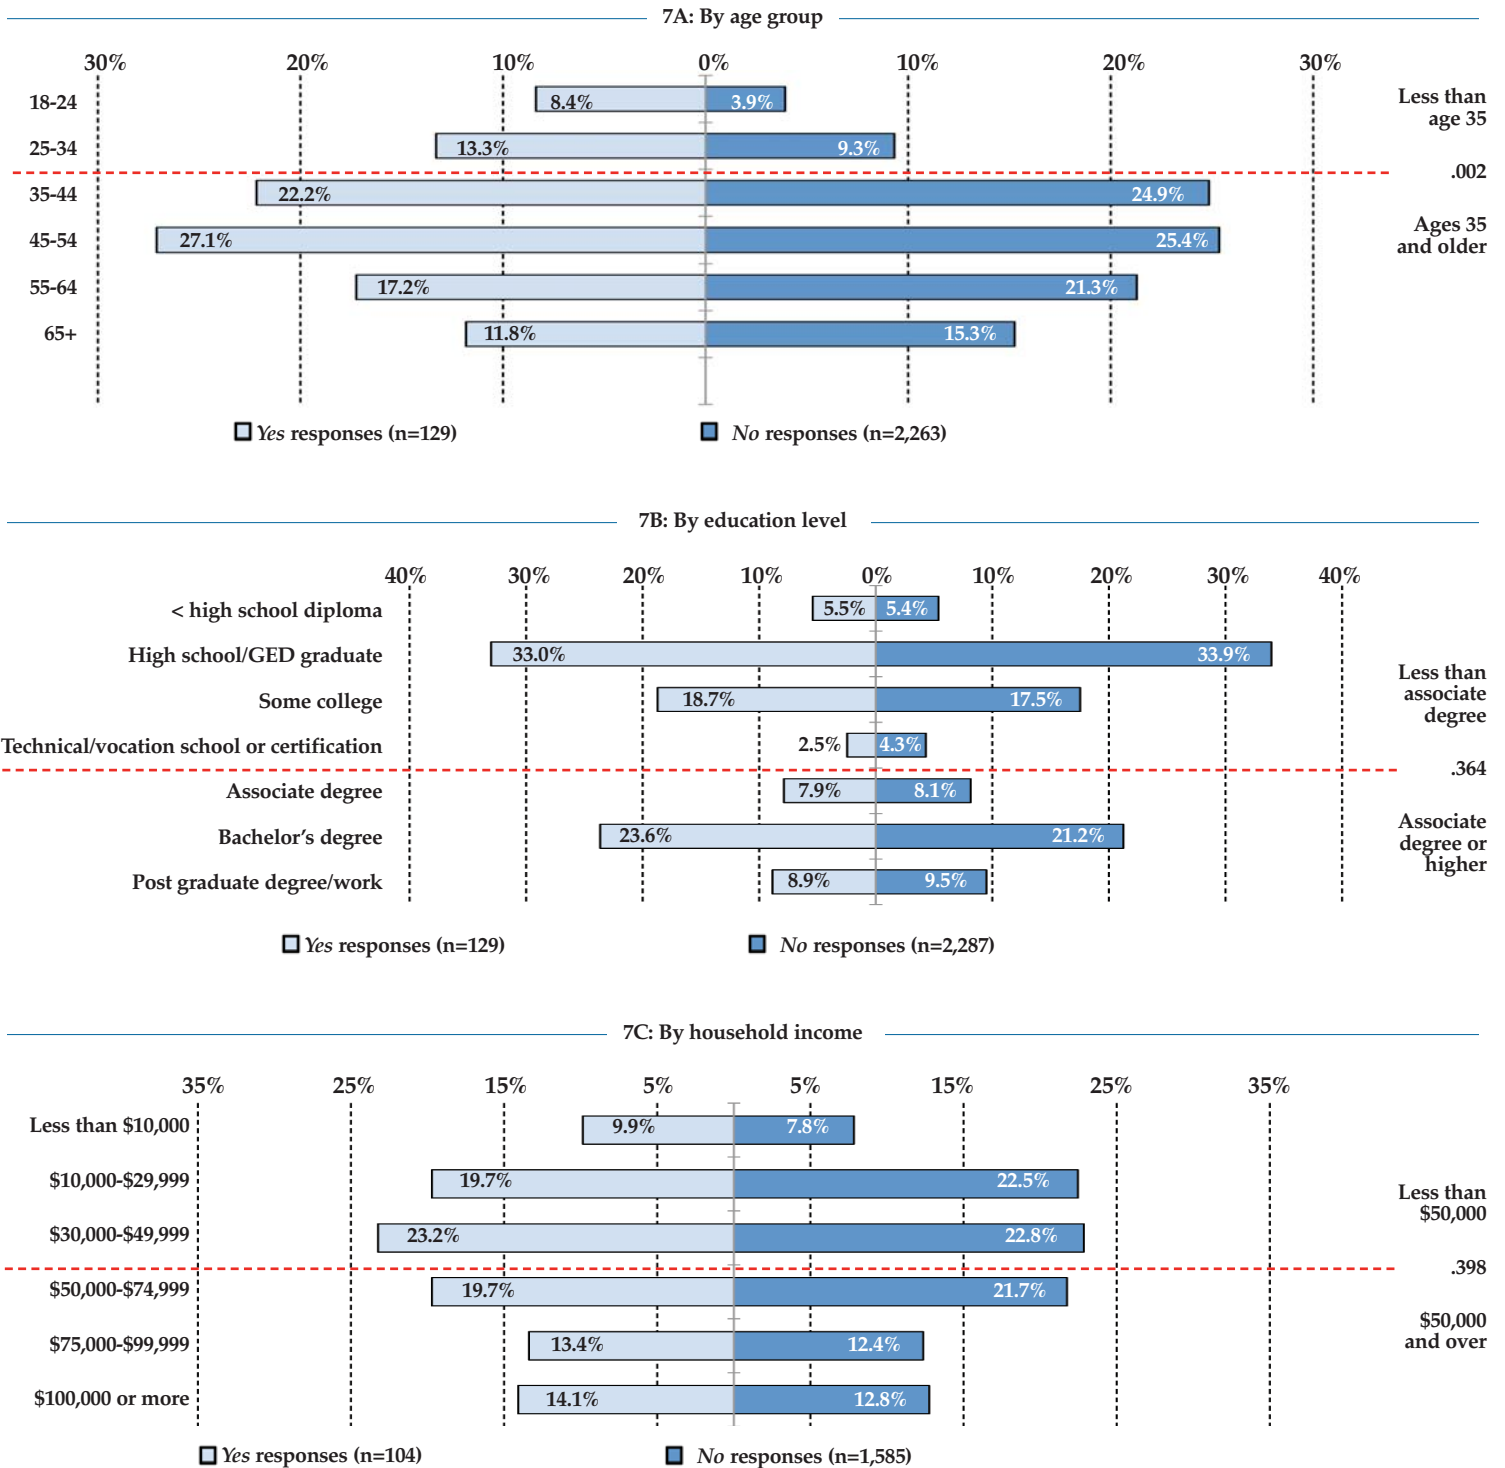 7A: By age group
30% 20% 10% 0% 10% 20% 30%
18-24 8.4% 3.9%
Less than
age 35
25-34 13.3% 9.3%
.002
35-44 22.2% 24.9%
Ages 35
and older
45-54 27.1% 25.4%
55-64 17.2% 21.3%
65+ 11.8% 15.3%
Yes responses (n=129) No responses (n=2,263)
7B: By education level
40% 30% 20% 10% 0% 10% 20% 30% 40%
< high school diploma 5.5% 5.4%
High school/GED graduate 33.0% 33.9%
Less than
associate
degree
Some college 18.7% 17.5%
Technical/vocation school or certification 2.5% 4.3%
.364
Associate degree 7.9% 8.1%
Associate
degree or
higher
Bachelor’s degree 23.6% 21.2%
Post graduate degree/work 8.9% 9.5%
Yes responses (n=129) No responses (n=2,287)
7C: By household income
35% 25% 15% 5% 5% 15% 25% 35%
Less than $10,000 9.9% 7.8%
$10,000-$29,999 19.7% 22.5%
Less than
$50,000
$30,000-$49,999 23.2% 22.8%
.398
$50,000-$74,999 19.7% 21.7%
$50,000
and over
$75,000-$99,999 13.4% 12.4%
$100,000 or more 14.1% 12.8%
Yes responses (n=104) No responses (n=1,585)